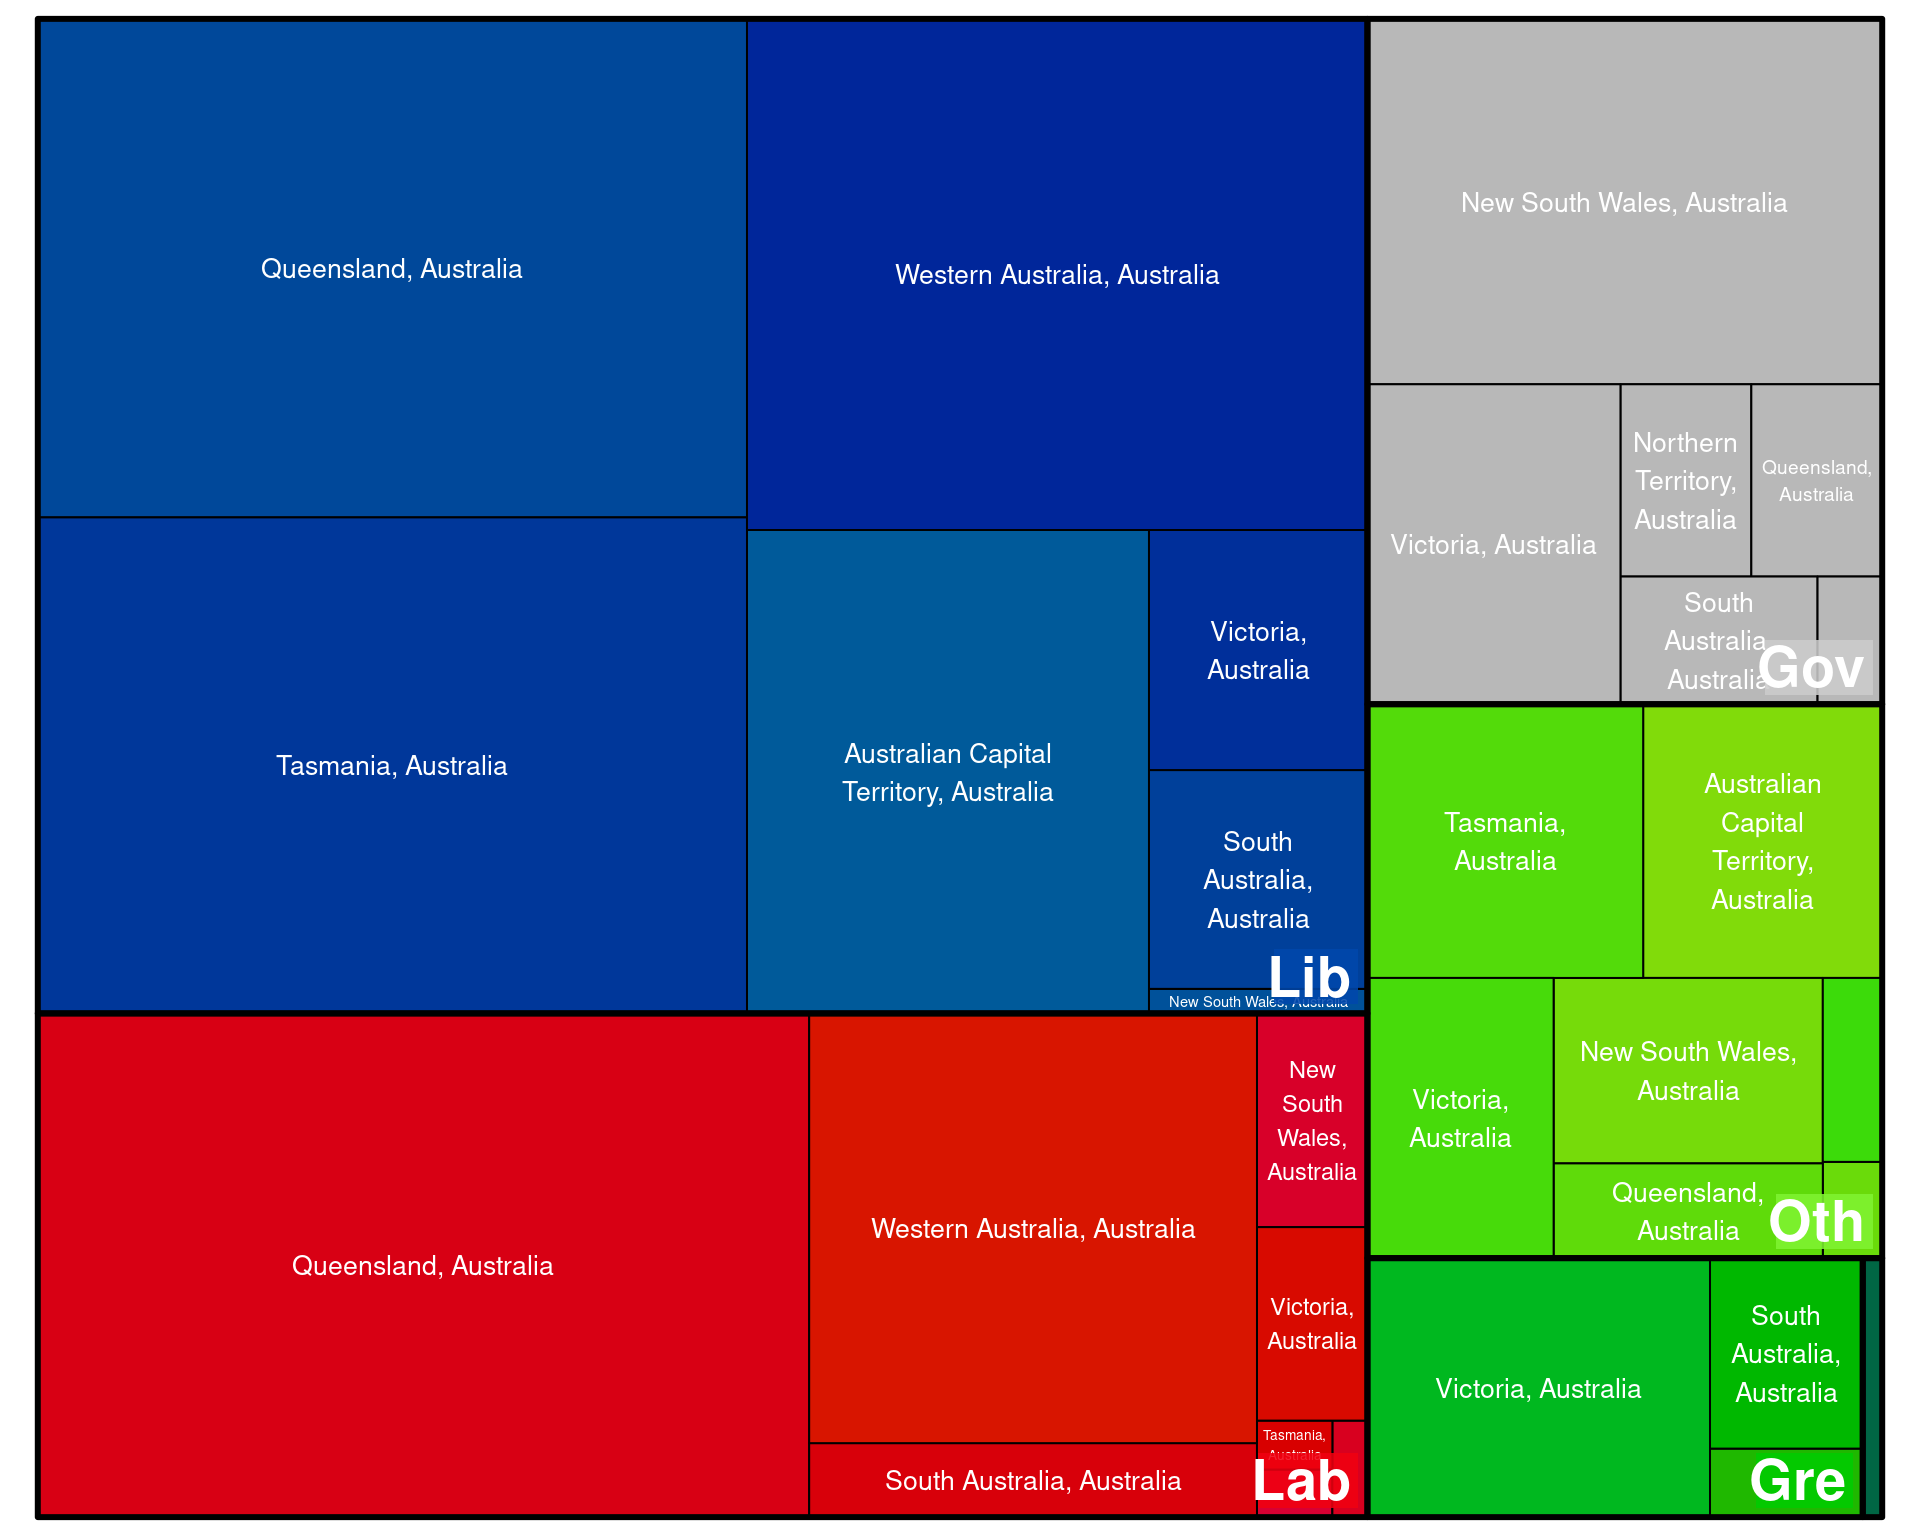 Queensland, Australia
Western Australia, Australia
Tasmania, Australia
Australian Capital
Territory, Australia
Victoria,
Australia
South
Australia,
Australia
New South Wales, Australia
Lib
Queensland, Australia
Western Australia, Australia
South Australia, Australia
New
South
Wales,
Australia
Victoria,
Australia
Tasmania,
Australia
Lab
New South Wales, Australia
Victoria, Australia
Northern
Territory,
Australia
Queensland,
Australia
South
Australia,
Australia
Gov
Tasmania,
Australia
Australian
Capital
Territory,
Australia
Victoria,
Australia
New South Wales,
Australia
Queensland,
Australia
Oth
Victoria, Australia
South
Australia,
Australia
Gre